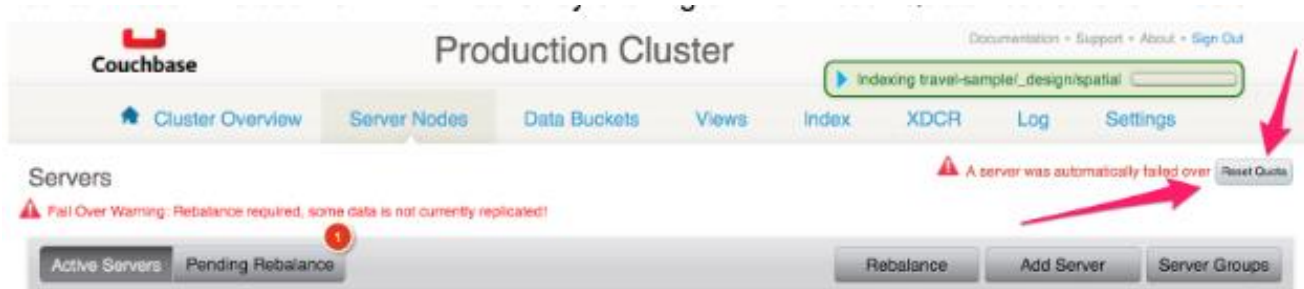 Couchbase
Production Cluster
Documentation • Support • About • Sign Out
Indexing travel-sample/_design/spatial
Cluster Overview Server Nodes Data Buckets Views Index XDCR Log Settings
Servers
A server was automatically failed over Reset Quota
Fail Over Warning: Rebalance required, some data is not currently replicated!
1
Active Servers Pending Rebalance Rebalance Add Server Server Groups